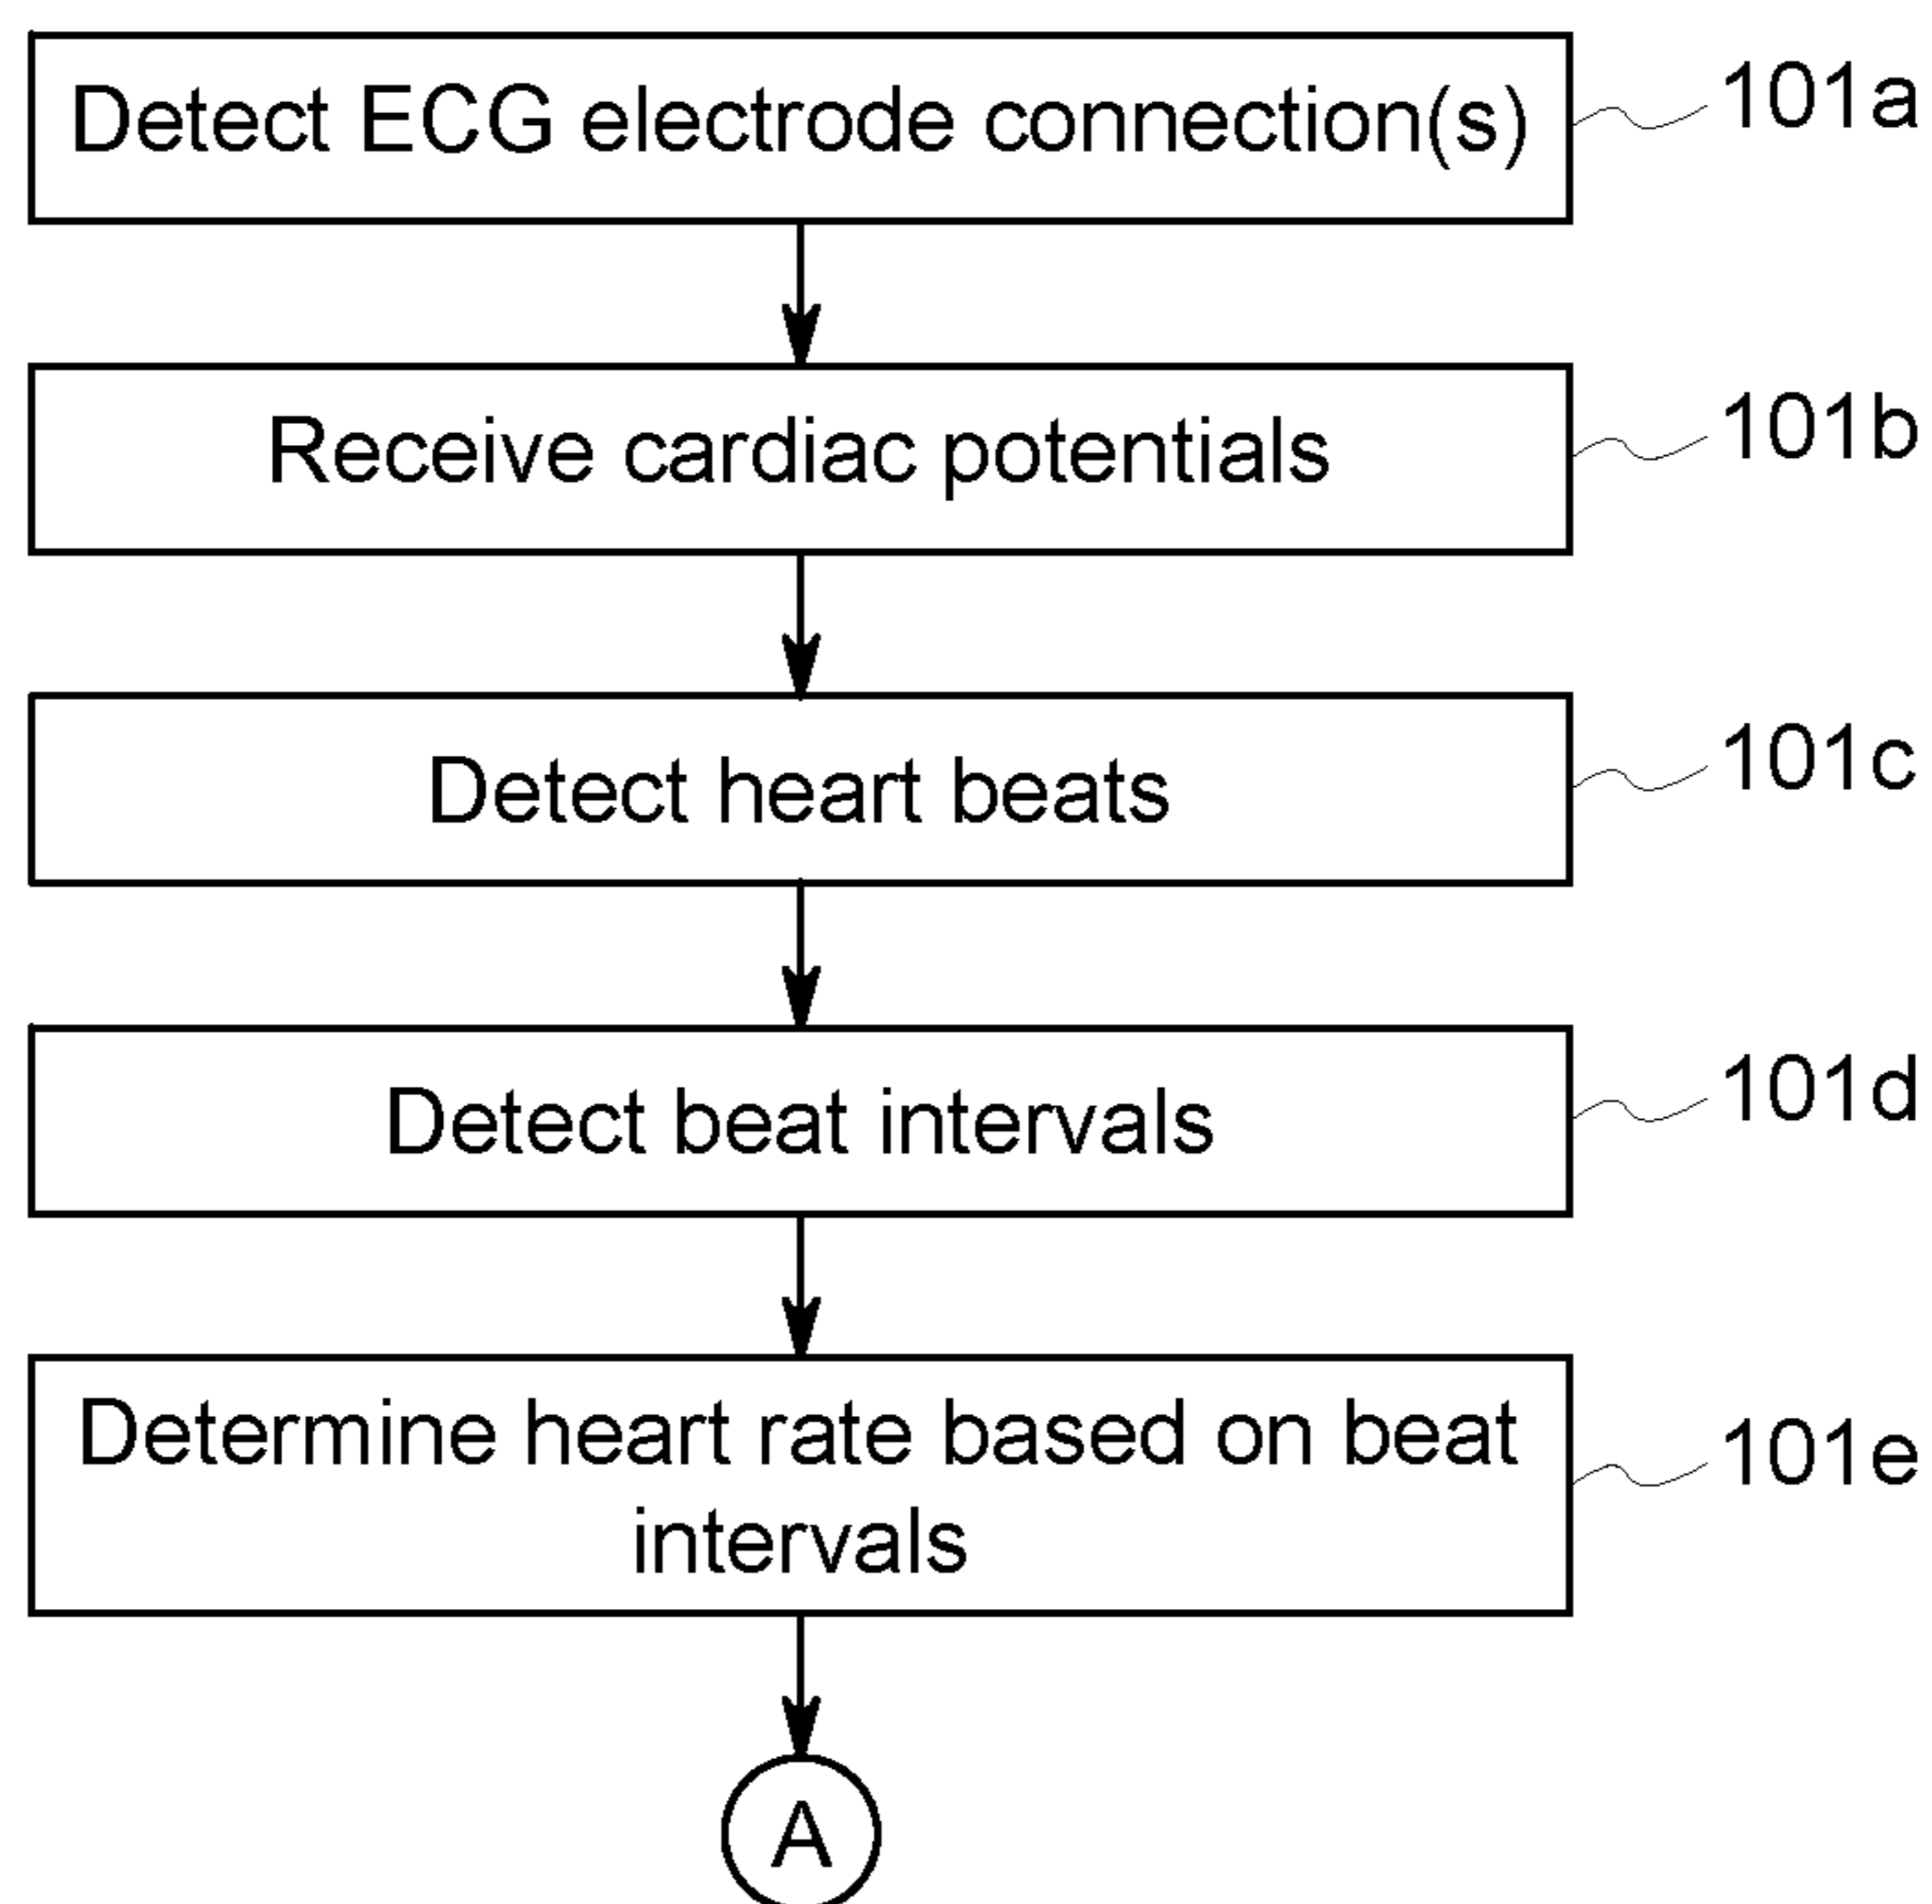 Detect ECG electrode connection(s)
101a
Receive cardiac potentials
101b
Detect heart beats
101c
Detect beat intervals
101d
Determine heart rate based on beat
intervals
101e
A